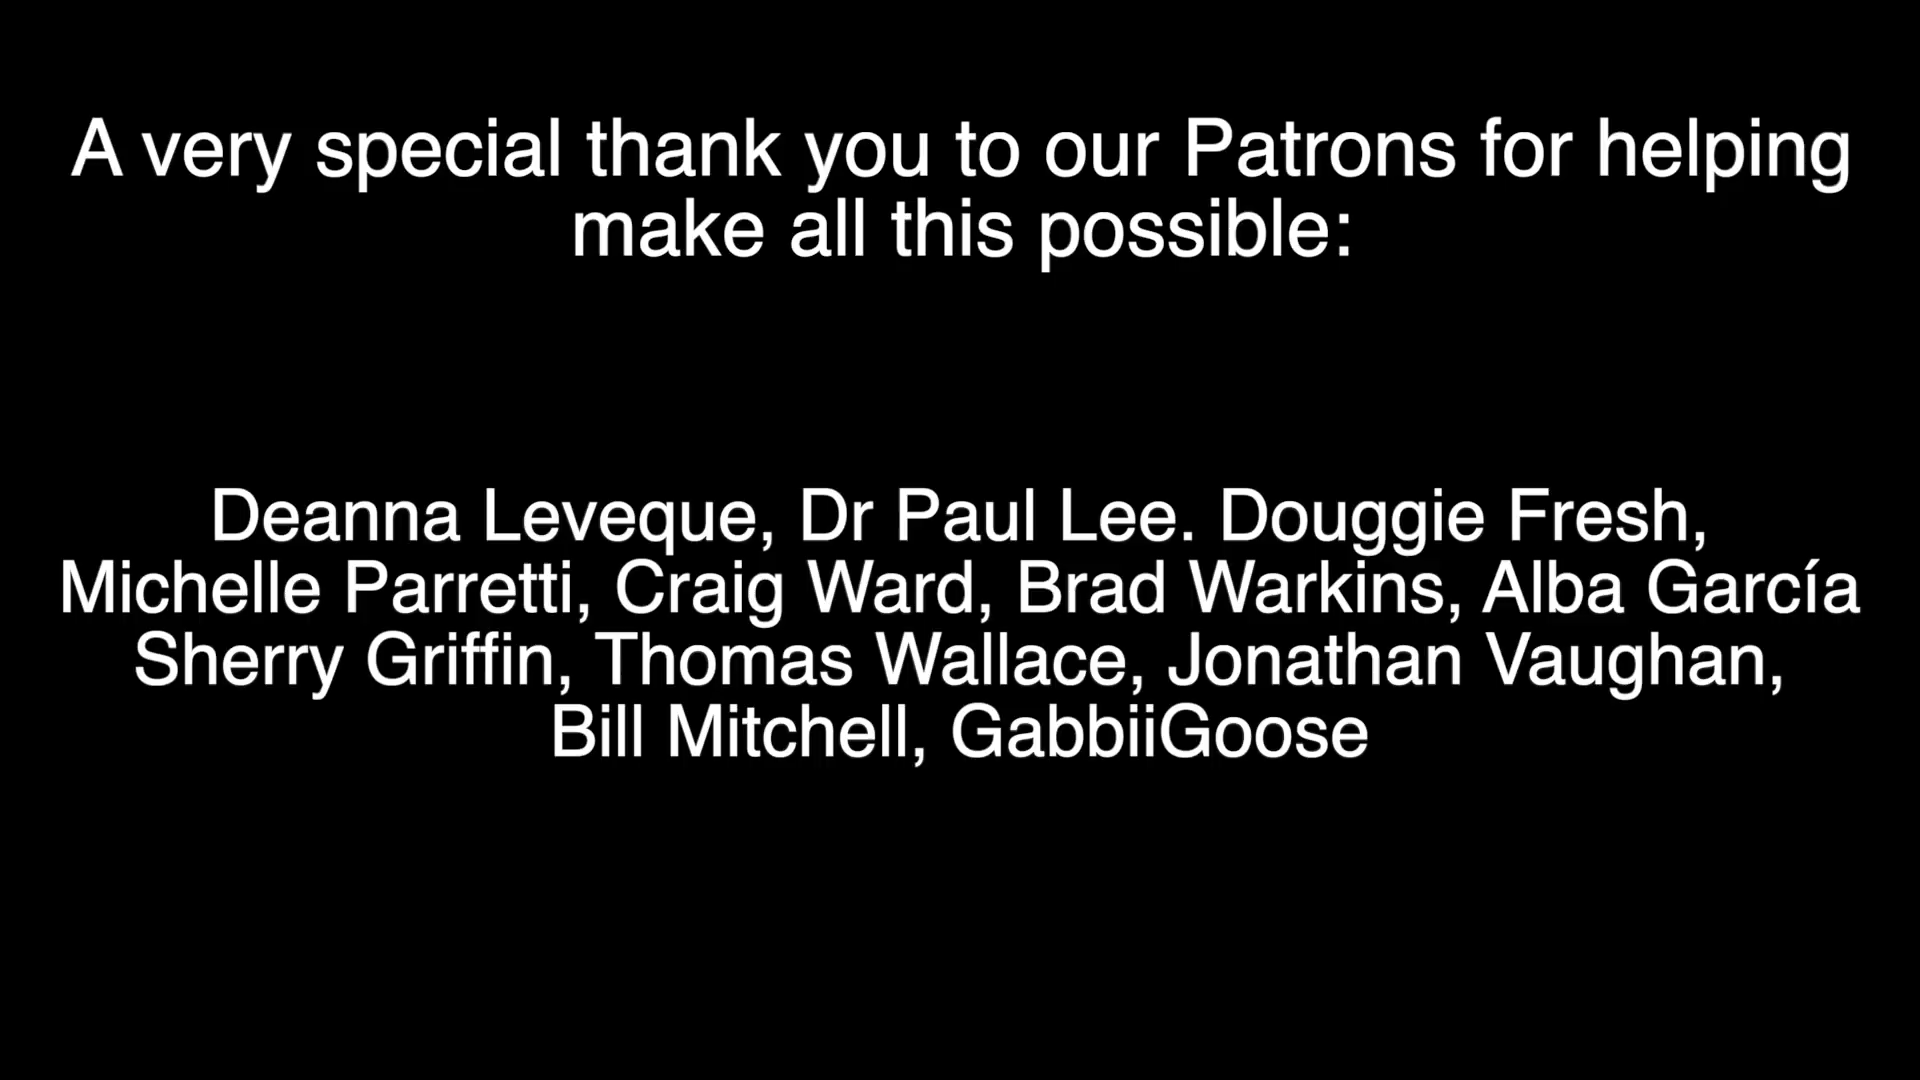 A very special thank you to our Patrons for helping
make all this possible:
Deanna Leveque, Dr Paul Lee. Douggie Fresh,
Michelle Parretti, Craig Ward, Brad Warkins, Alba García
Sherry Griffin, Thomas Wallace, Jonathan Vaughan,
Bill Mitchell, GabbiiGoose